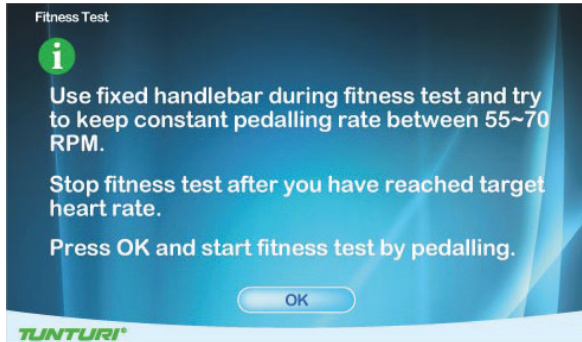 Fitness Test
i
Use fixed handlebar during fitness test and try
to keep constant pedalling rate between 55~70
RPM.
Stop fitness test after you have reached target
heart rate.
Press OK and start fitness test by pedalling.
OK
TUNTURI®